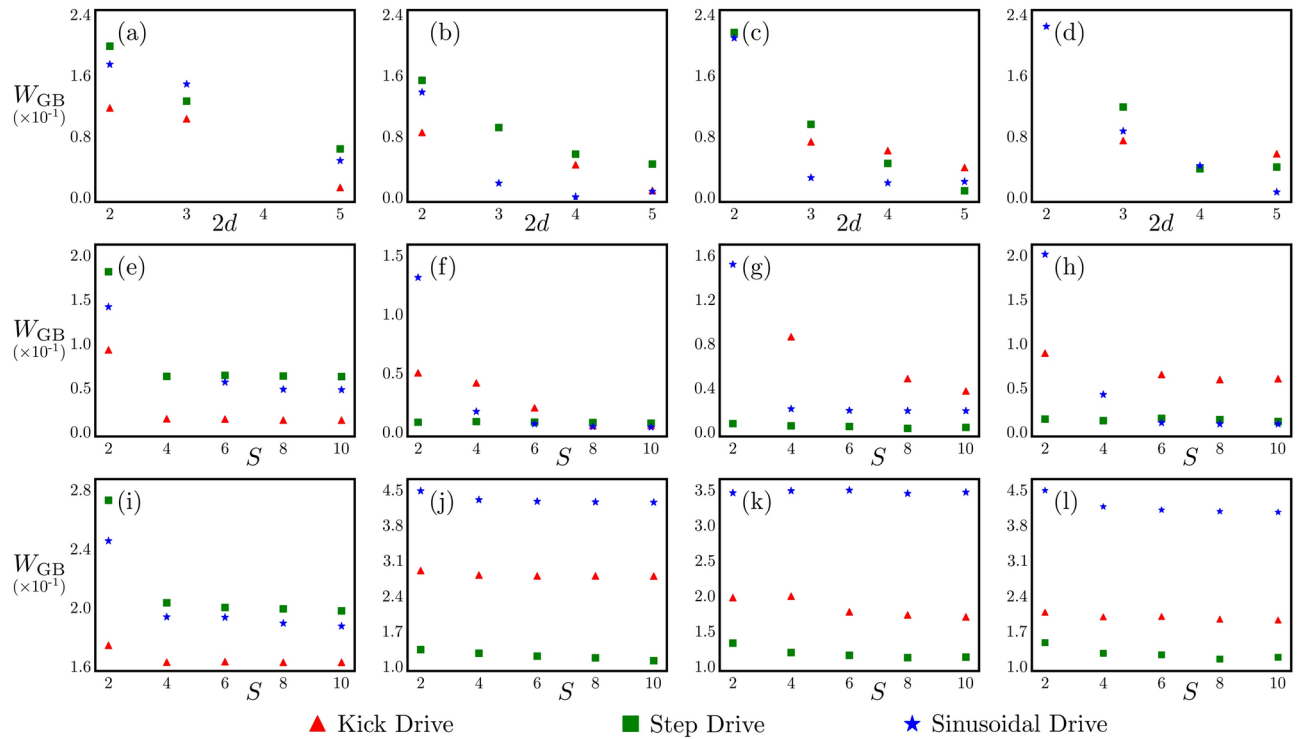 2.4 (a) 2.4 (b) 2.4 (c) 2.4 (d)
1.6 1.6 1.6 1.6
W_GB
(×10⁻¹)
0.8 0.8 0.8 0.8
0.0 0.0 0.0 0.0
2 3 4 5 2 3 4 5 2 3 4 5 2 3 4 5
2d 2d 2d 2d
2.0 (e) 1.5 (f) 1.6 (g) 2.0 (h)
1.5 1.0 1.2 1.5
W_GB
(×10⁻¹)
1.0 0.5 0.8 1.0
0.5 0.0 0.4 0.5
0.0 0.0 0.0
2 4 6 8 10 2 4 6 8 10 2 4 6 8 10 2 4 6 8 10
S S S S
2.8 (i) 4.5 (j) 3.5 (k) 4.5 (l)
2.4 3.8 3.0 3.8
W_GB
(×10⁻¹)
2.0 3.1 2.5 3.1
1.6 2.4 2.0 2.4
1.7 1.5 1.7
1.0 1.0 1.0
2 4 6 8 10 2 4 6 8 10 2 4 6 8 10 2 4 6 8 10
S S S S
Kick Drive Step Drive Sinusoidal Drive